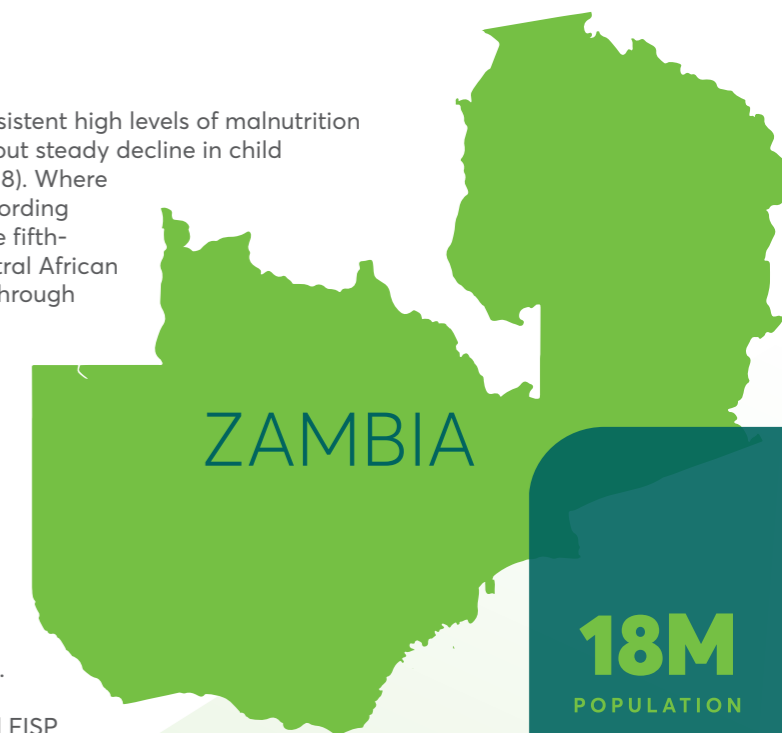 sistent high levels of malnutrition
but steady decline in child
8). Where
ording
e fifth-
tral African
hrough
ZAMBIA
18M
POPULATION
.
FISP